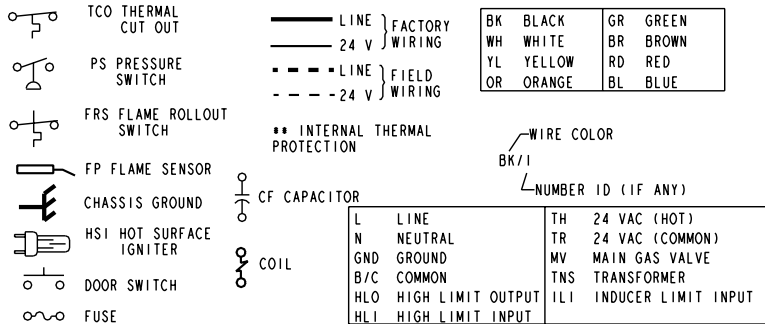 TCO THERMAL
CUT OUT
PS PRESSURE
SWITCH
FRS FLAME ROLLOUT
SWITCH
FP FLAME SENSOR
CHASSIS GROUND
HSI HOT SURFACE
IGNITER
DOOR SWITCH
FUSE
LINE
24 V
FACTORY
WIRING
LINE
24 V
FIELD
WIRING
** INTERNAL THERMAL
PROTECTION
CF CAPACITOR
COIL
BK BLACK GR GREEN
WH WHITE BR BROWN
YL YELLOW RD RED
OR ORANGE BL BLUE
WIRE COLOR
BK/1
NUMBER ID (IF ANY)
L LINE TH 24 VAC (HOT)
N NEUTRAL TR 24 VAC (COMMON)
GND GROUND MV MAIN GAS VALVE
B/C COMMON TNS TRANSFORMER
HLO HIGH LIMIT OUTPUT ILI INDUCER LIMIT INPUT
HLI HIGH LIMIT INPUT